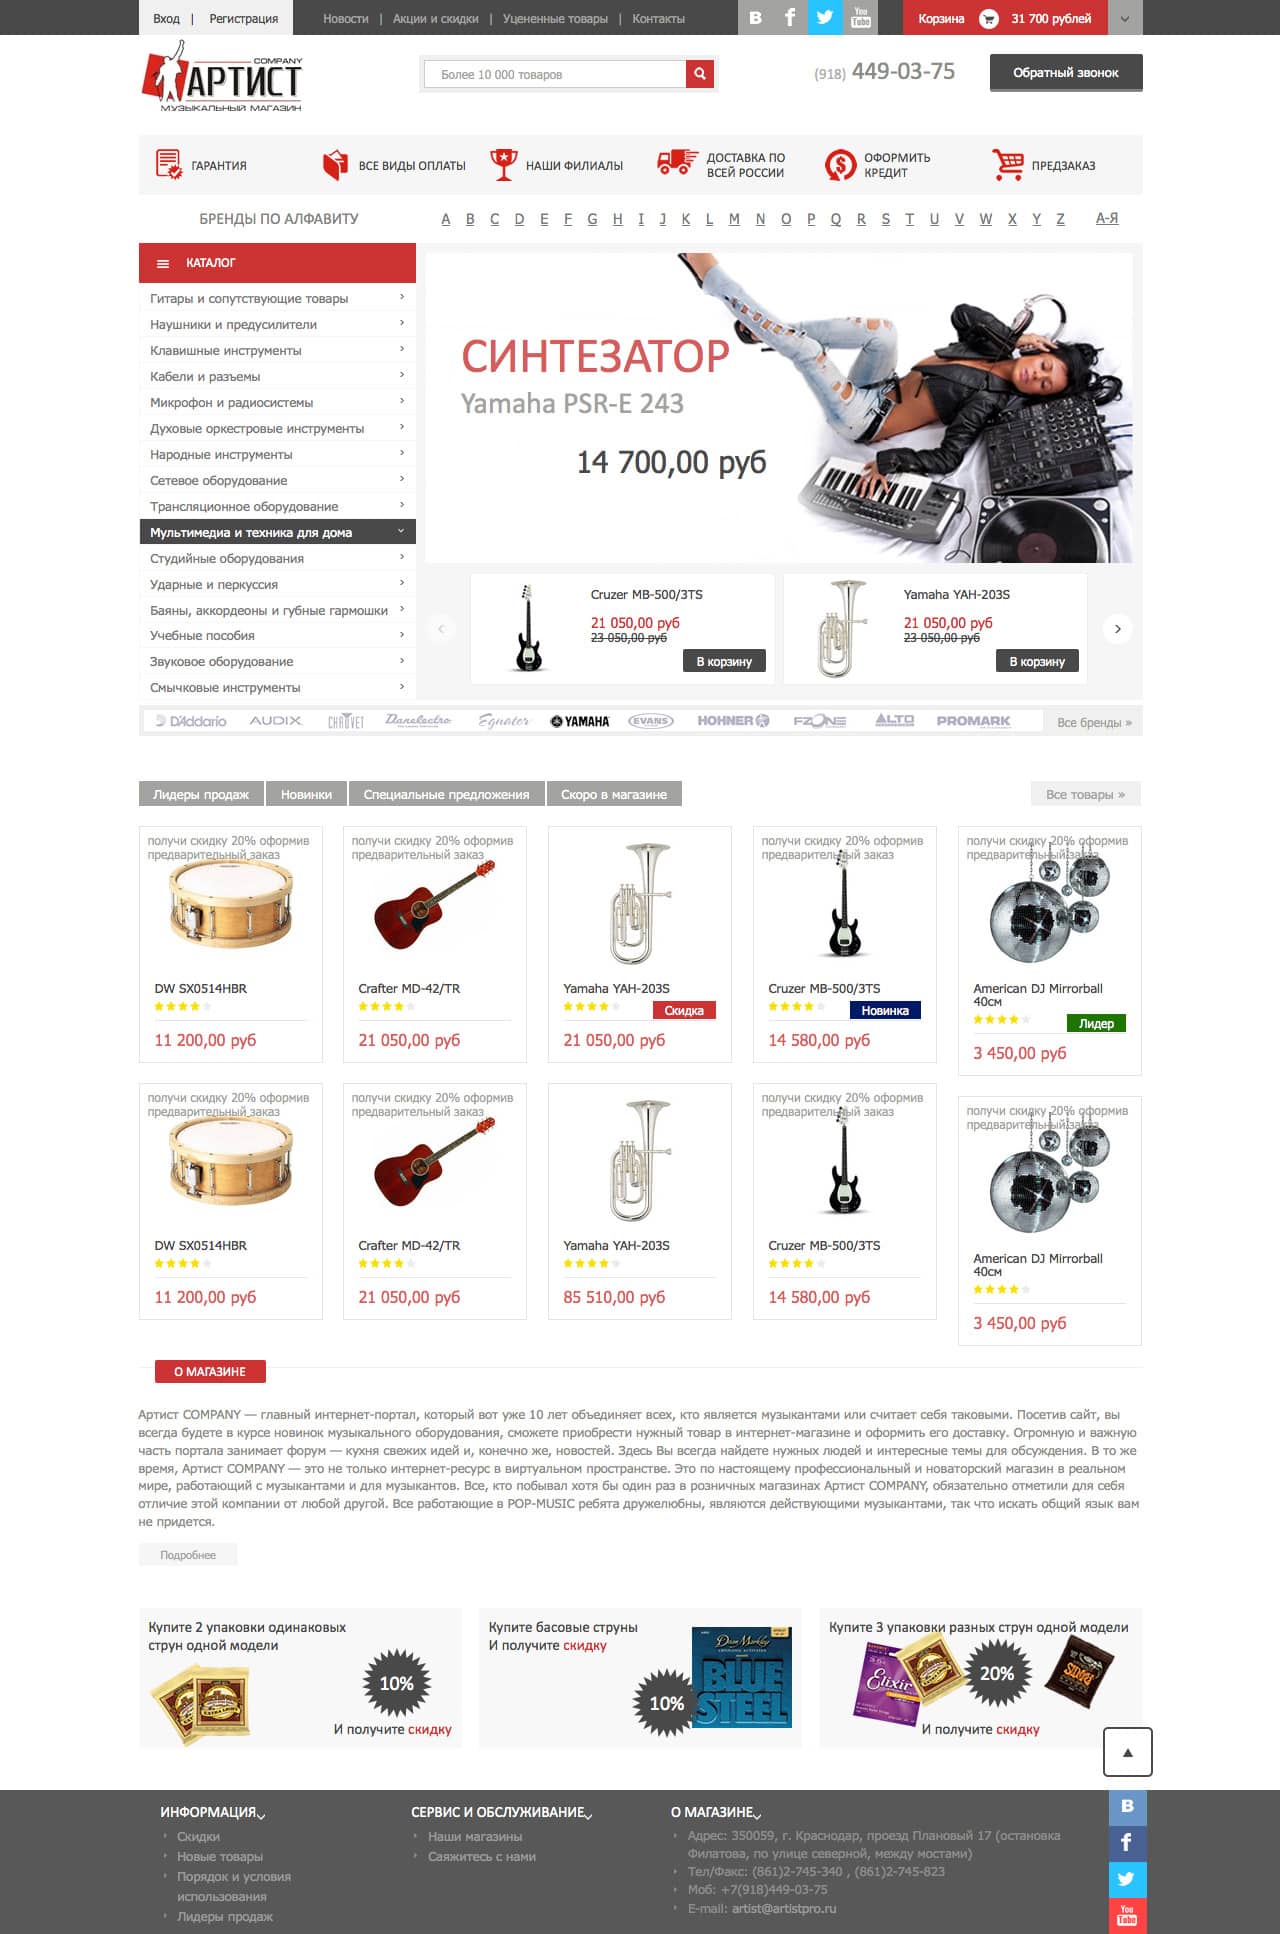 Вход | Регистрация
Новости | Акции и скидки | Уцененные товары | Контакты
В f You Tube
Корзина 31 700 рублей
COMPANY
АРТИСТ
МУЗЫКАЛЬНЫЙ МАГАЗИН
Более 10 000 товаров
(918) 449-03-75
Обратный звонок
ГАРАНТИЯ
ВСЕ ВИДЫ ОПЛАТЫ
НАШИ ФИЛИАЛЫ
ДОСТАВКА ПО
ВСЕЙ РОССИИ
ОФОРМИТЬ
КРЕДИТ
ПРЕДЗАКАЗ
БРЕНДЫ ПО АЛФАВИТУ
A B C D E F G H I J K L M N O P Q R S T U V W X Y Z А-Я
КАТАЛОГ
Гитары и сопутствующие товары
Наушники и предусилители
Клавишные инструменты
Кабели и разъемы
Микрофон и радиосистемы
Духовые оркестровые инструменты
Народные инструменты
Сетевое оборудование
Трансляционное оборудование
Мультимедиа и техника для дома
Студийные оборудования
Ударные и перкуссия
Баяны, аккордеоны и губные гармошки
Учебные пособия
Звуковое оборудование
Смычковые инструменты
СИНТЕЗАТОР
Yamaha PSR-E 243
14 700,00 руб
Cruzer MB-500/3TS
21 050,00 руб
23 050,00 руб
В корзину
Yamaha YAH-203S
21 050,00 руб
23 050,00 руб
В корзину
D'Addario AUDIX CHAUVET Danelectro Egnater YAMAHA EVANS HOHNER FZONE ALTO PROMARK
Все бренды »
Лидеры продаж
Новинки
Специальные предложения
Скоро в магазине
Все товары »
получи скидку 20% оформив
предварительный заказ
DW SX0514HBR
11 200,00 руб
получи скидку 20% оформив
предварительный заказ
Crafter MD-42/TR
21 050,00 руб
Yamaha YAH-203S
Скидка
21 050,00 руб
получи скидку 20% оформив
предварительный заказ
Cruzer MB-500/3TS
Новинка
14 580,00 руб
получи скидку 20% оформив
предварительный заказ
American DJ Mirrorball
40см
Лидер
3 450,00 руб
получи скидку 20% оформив
предварительный заказ
DW SX0514HBR
11 200,00 руб
получи скидку 20% оформив
предварительный заказ
Crafter MD-42/TR
21 050,00 руб
Yamaha YAH-203S
85 510,00 руб
получи скидку 20% оформив
предварительный заказ
Cruzer MB-500/3TS
14 580,00 руб
получи скидку 20% оформив
предварительный заказ
American DJ Mirrorball
40см
3 450,00 руб
О МАГАЗИНЕ
Артист COMPANY — главный интернет-портал, который вот уже 10 лет объединяет всех, кто является музыкантами или считает себя таковыми. Посетив сайт, вы
всегда будете в курсе новинок музыкального оборудования, сможете приобрести нужный товар в интернет-магазине и оформить его доставку. Огромную и важную
часть портала занимает форум — кухня свежих идей и, конечно же, новостей. Здесь Вы всегда найдете нужных людей и интересные темы для обсуждения. В то же
время, Артист COMPANY — это не только интернет-ресурс в виртуальном пространстве. Это по настоящему профессиональный и новаторский магазин в реальном
мире, работающий с музыкантами и для музыкантов. Все, кто побывал хотя бы один раз в розничных магазинах Артист COMPANY, обязательно отметили для себя
отличие этой компании от любой другой. Все работающие в POP-MUSIC ребята дружелюбны, являются действующими музыкантами, так что искать общий язык вам
не придется.
Подробнее
Купите 2 упаковки одинаковых
струн одной модели
10%
И получите скидку
Купите басовые струны
И получите скидку
10%
Dean Markley
BLUE
STEEL
Купите 3 упаковки разных струн одной модели
Elixir
20%
И получите скидку
ИНФОРМАЦИЯ
Скидки
Новые товары
Порядок и условия
использования
Лидеры продаж
СЕРВИС И ОБСЛУЖИВАНИЕ
Наши магазины
Саяжитесь с нами
О МАГАЗИНЕ
Адрес: 350059, г. Краснодар, проезд Плановый 17 (остановка
Филатова, по улице северной, между мостами)
Тел/Факс: (861)2-745-340 , (861)2-745-823
Моб: +7(918)449-03-75
E-mail: artist@artistpro.ru
В
f
You
Tube